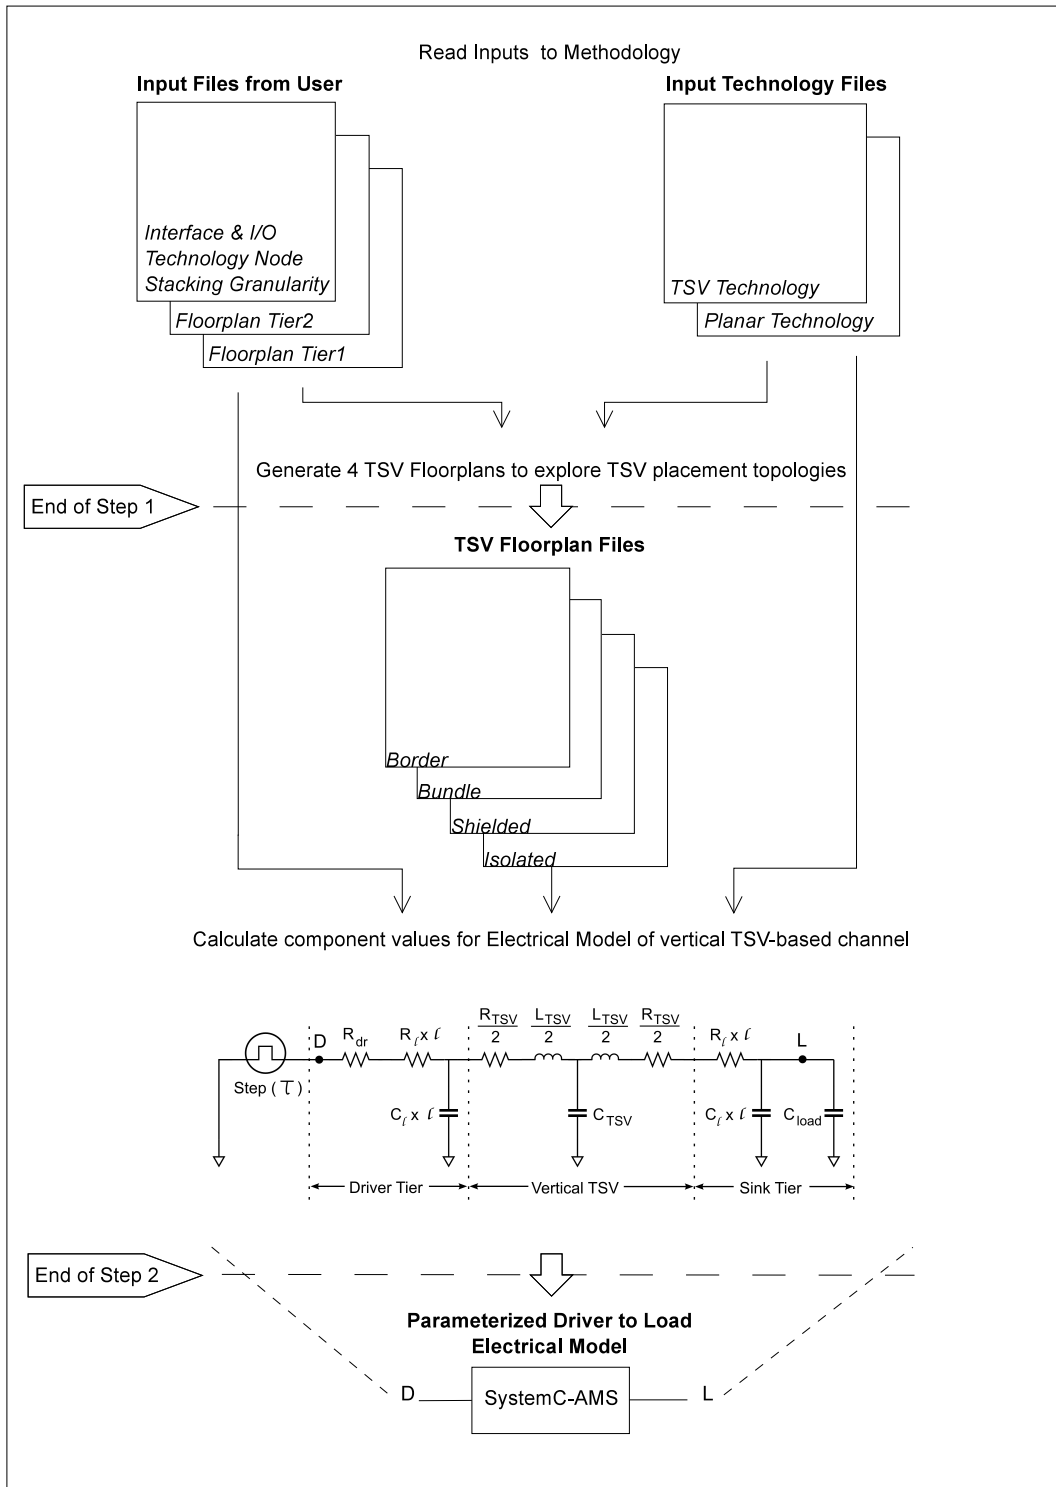 Read Inputs to Methodology
Input Files from User
Input Technology Files
Interface & I/O
Technology Node
Stacking Granularity
Floorplan Tier2
Floorplan Tier1
TSV Technology
Planar Technology
Generate 4 TSV Floorplans to explore TSV placement topologies
End of Step 1
TSV Floorplan Files
Border
Bundle
Shielded
Isolated
Calculate component values for Electrical Model of vertical TSV-based channel
D
R_dr
R_ℓ x ℓ
R_TSV/2
L_TSV/2
L_TSV/2
R_TSV/2
R_ℓ x ℓ
L
Step (τ)
C_ℓ x ℓ
C_TSV
C_ℓ x ℓ
C_load
Driver Tier
Vertical TSV
Sink Tier
End of Step 2
Parameterized Driver to Load
Electrical Model
D
SystemC-AMS
L